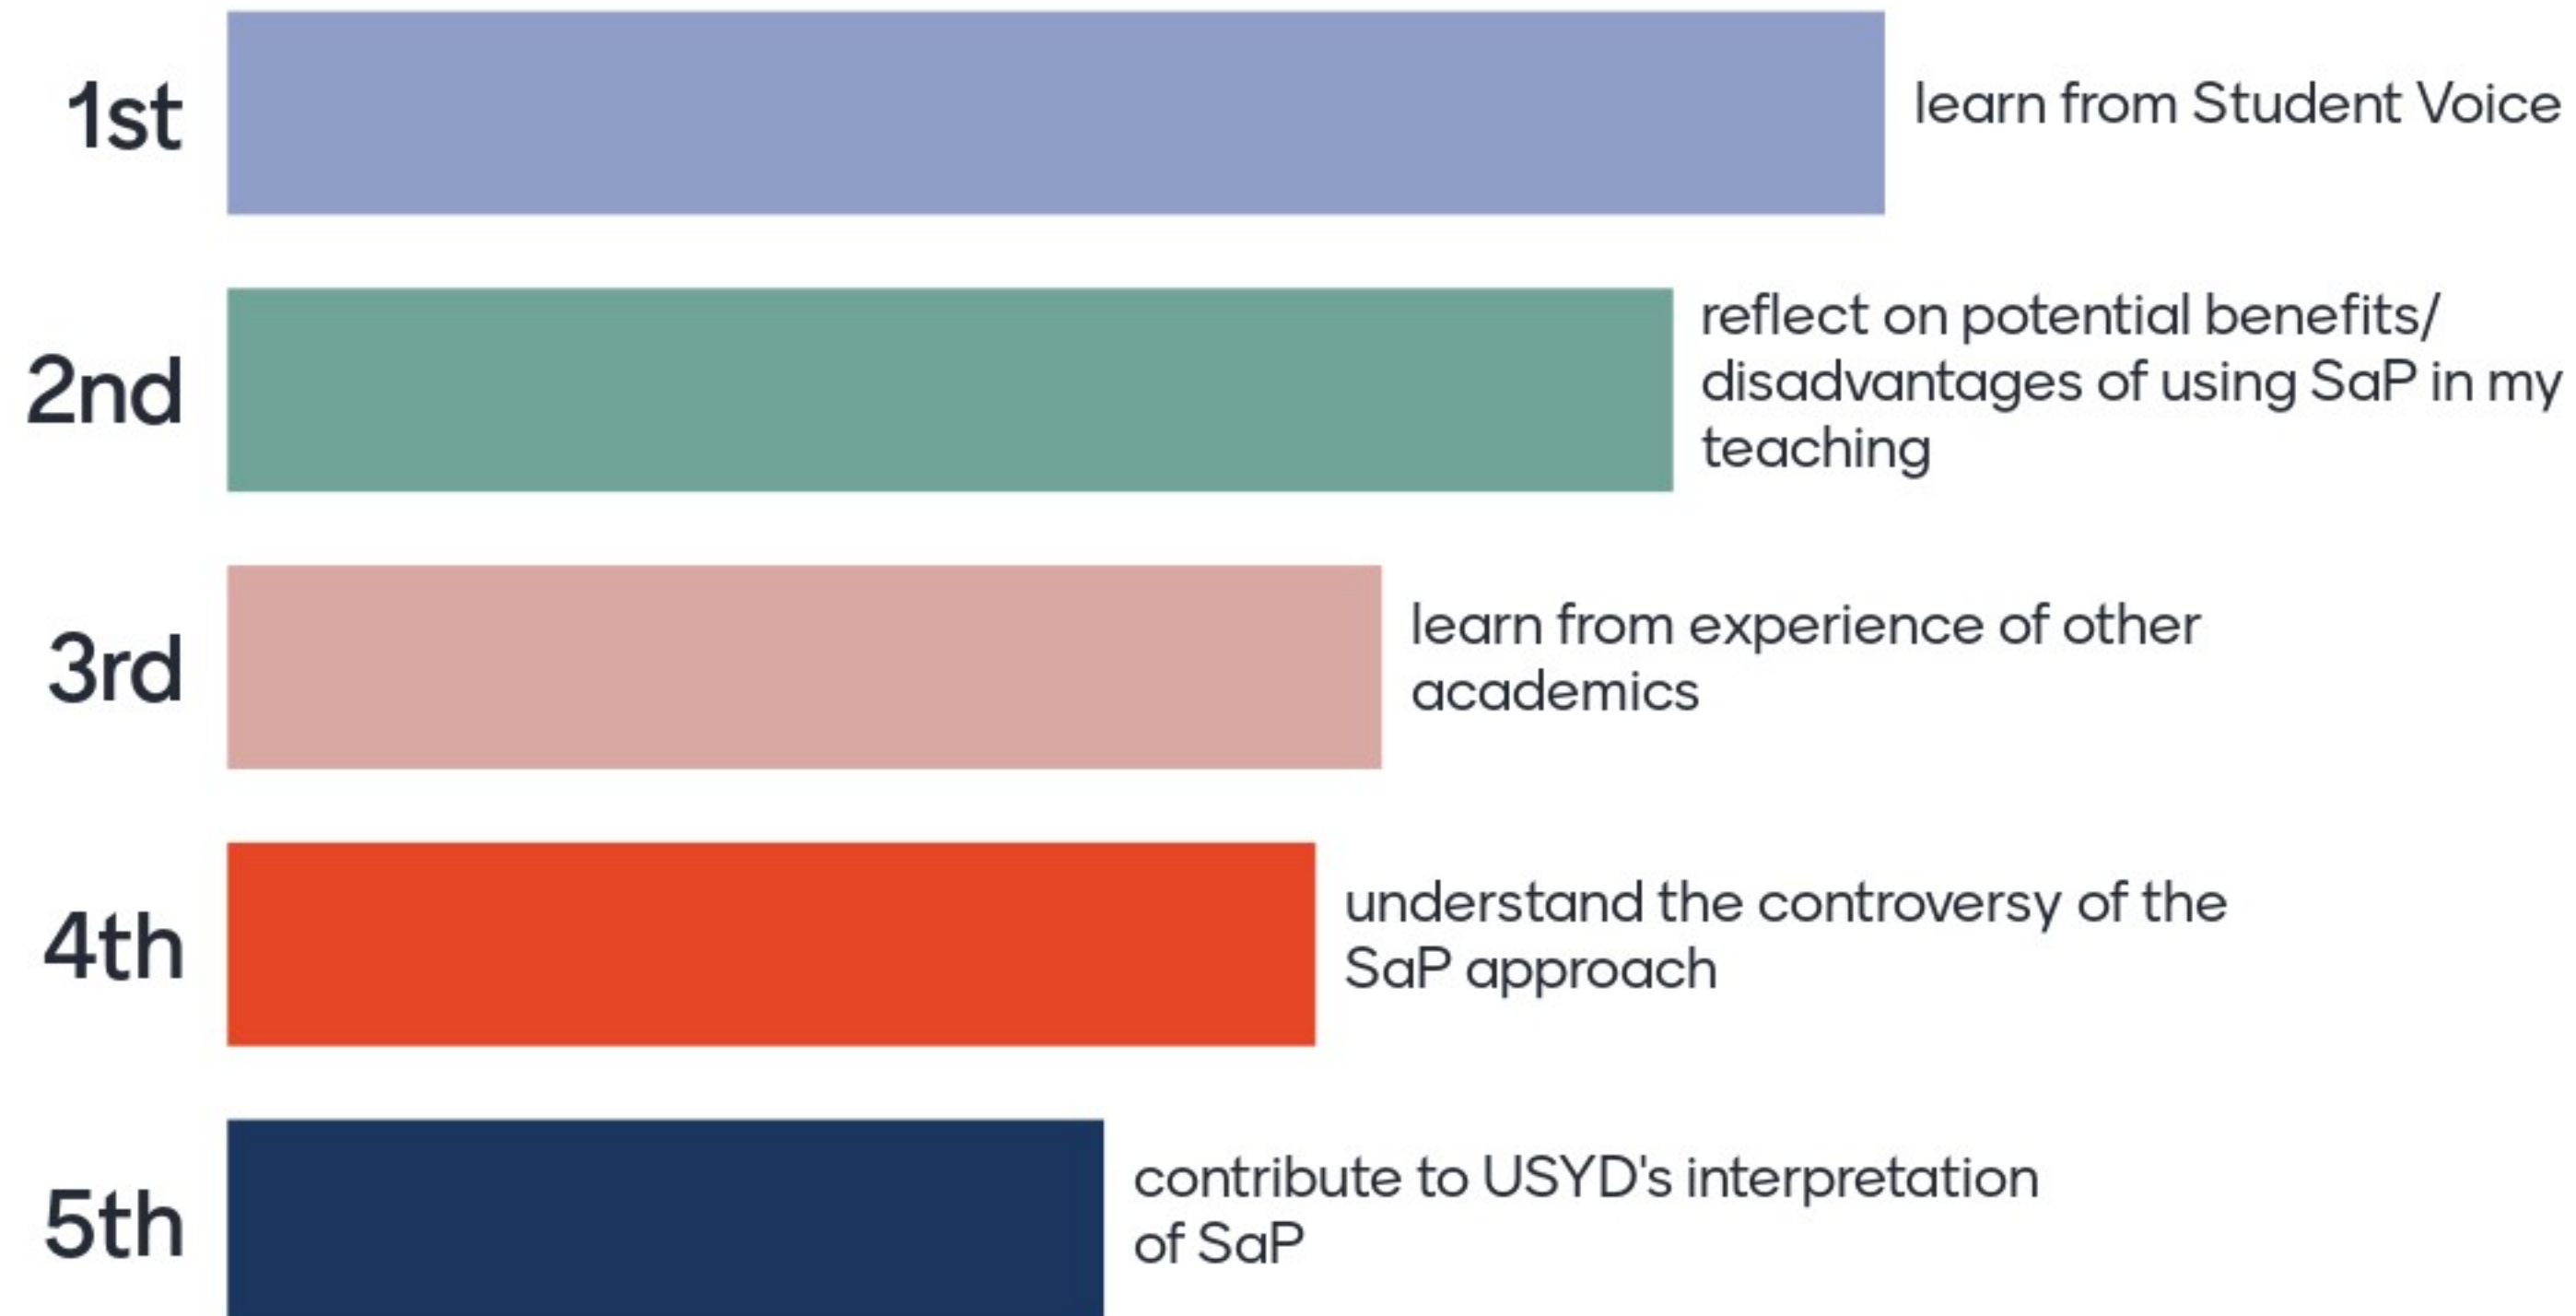 1st
learn from Student Voice
2nd
reflect on potential benefits/
disadvantages of using SaP in my
teaching
3rd
learn from experience of other
academics
4th
understand the controversy of the
SaP approach
5th
contribute to USYD's interpretation
of SaP